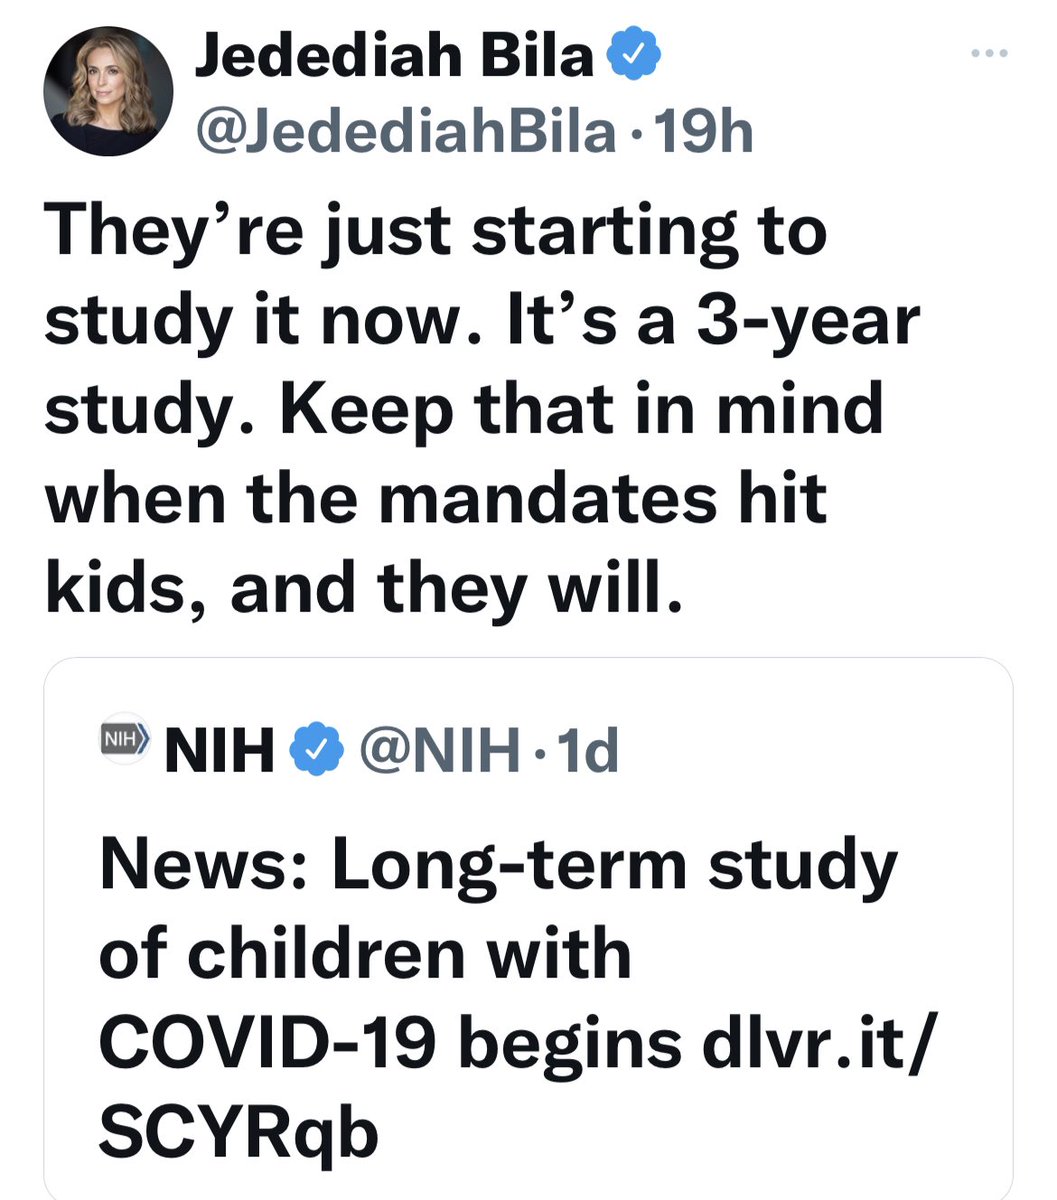 Jedediah Bila
@JedediahBila · 19h
They’re just starting to
study it now. It’s a 3-year
study. Keep that in mind
when the mandates hit
kids, and they will.
NIH NIH @NIH · 1d
News: Long-term study
of children with
COVID-19 begins dlvr.it/
SCYRqb